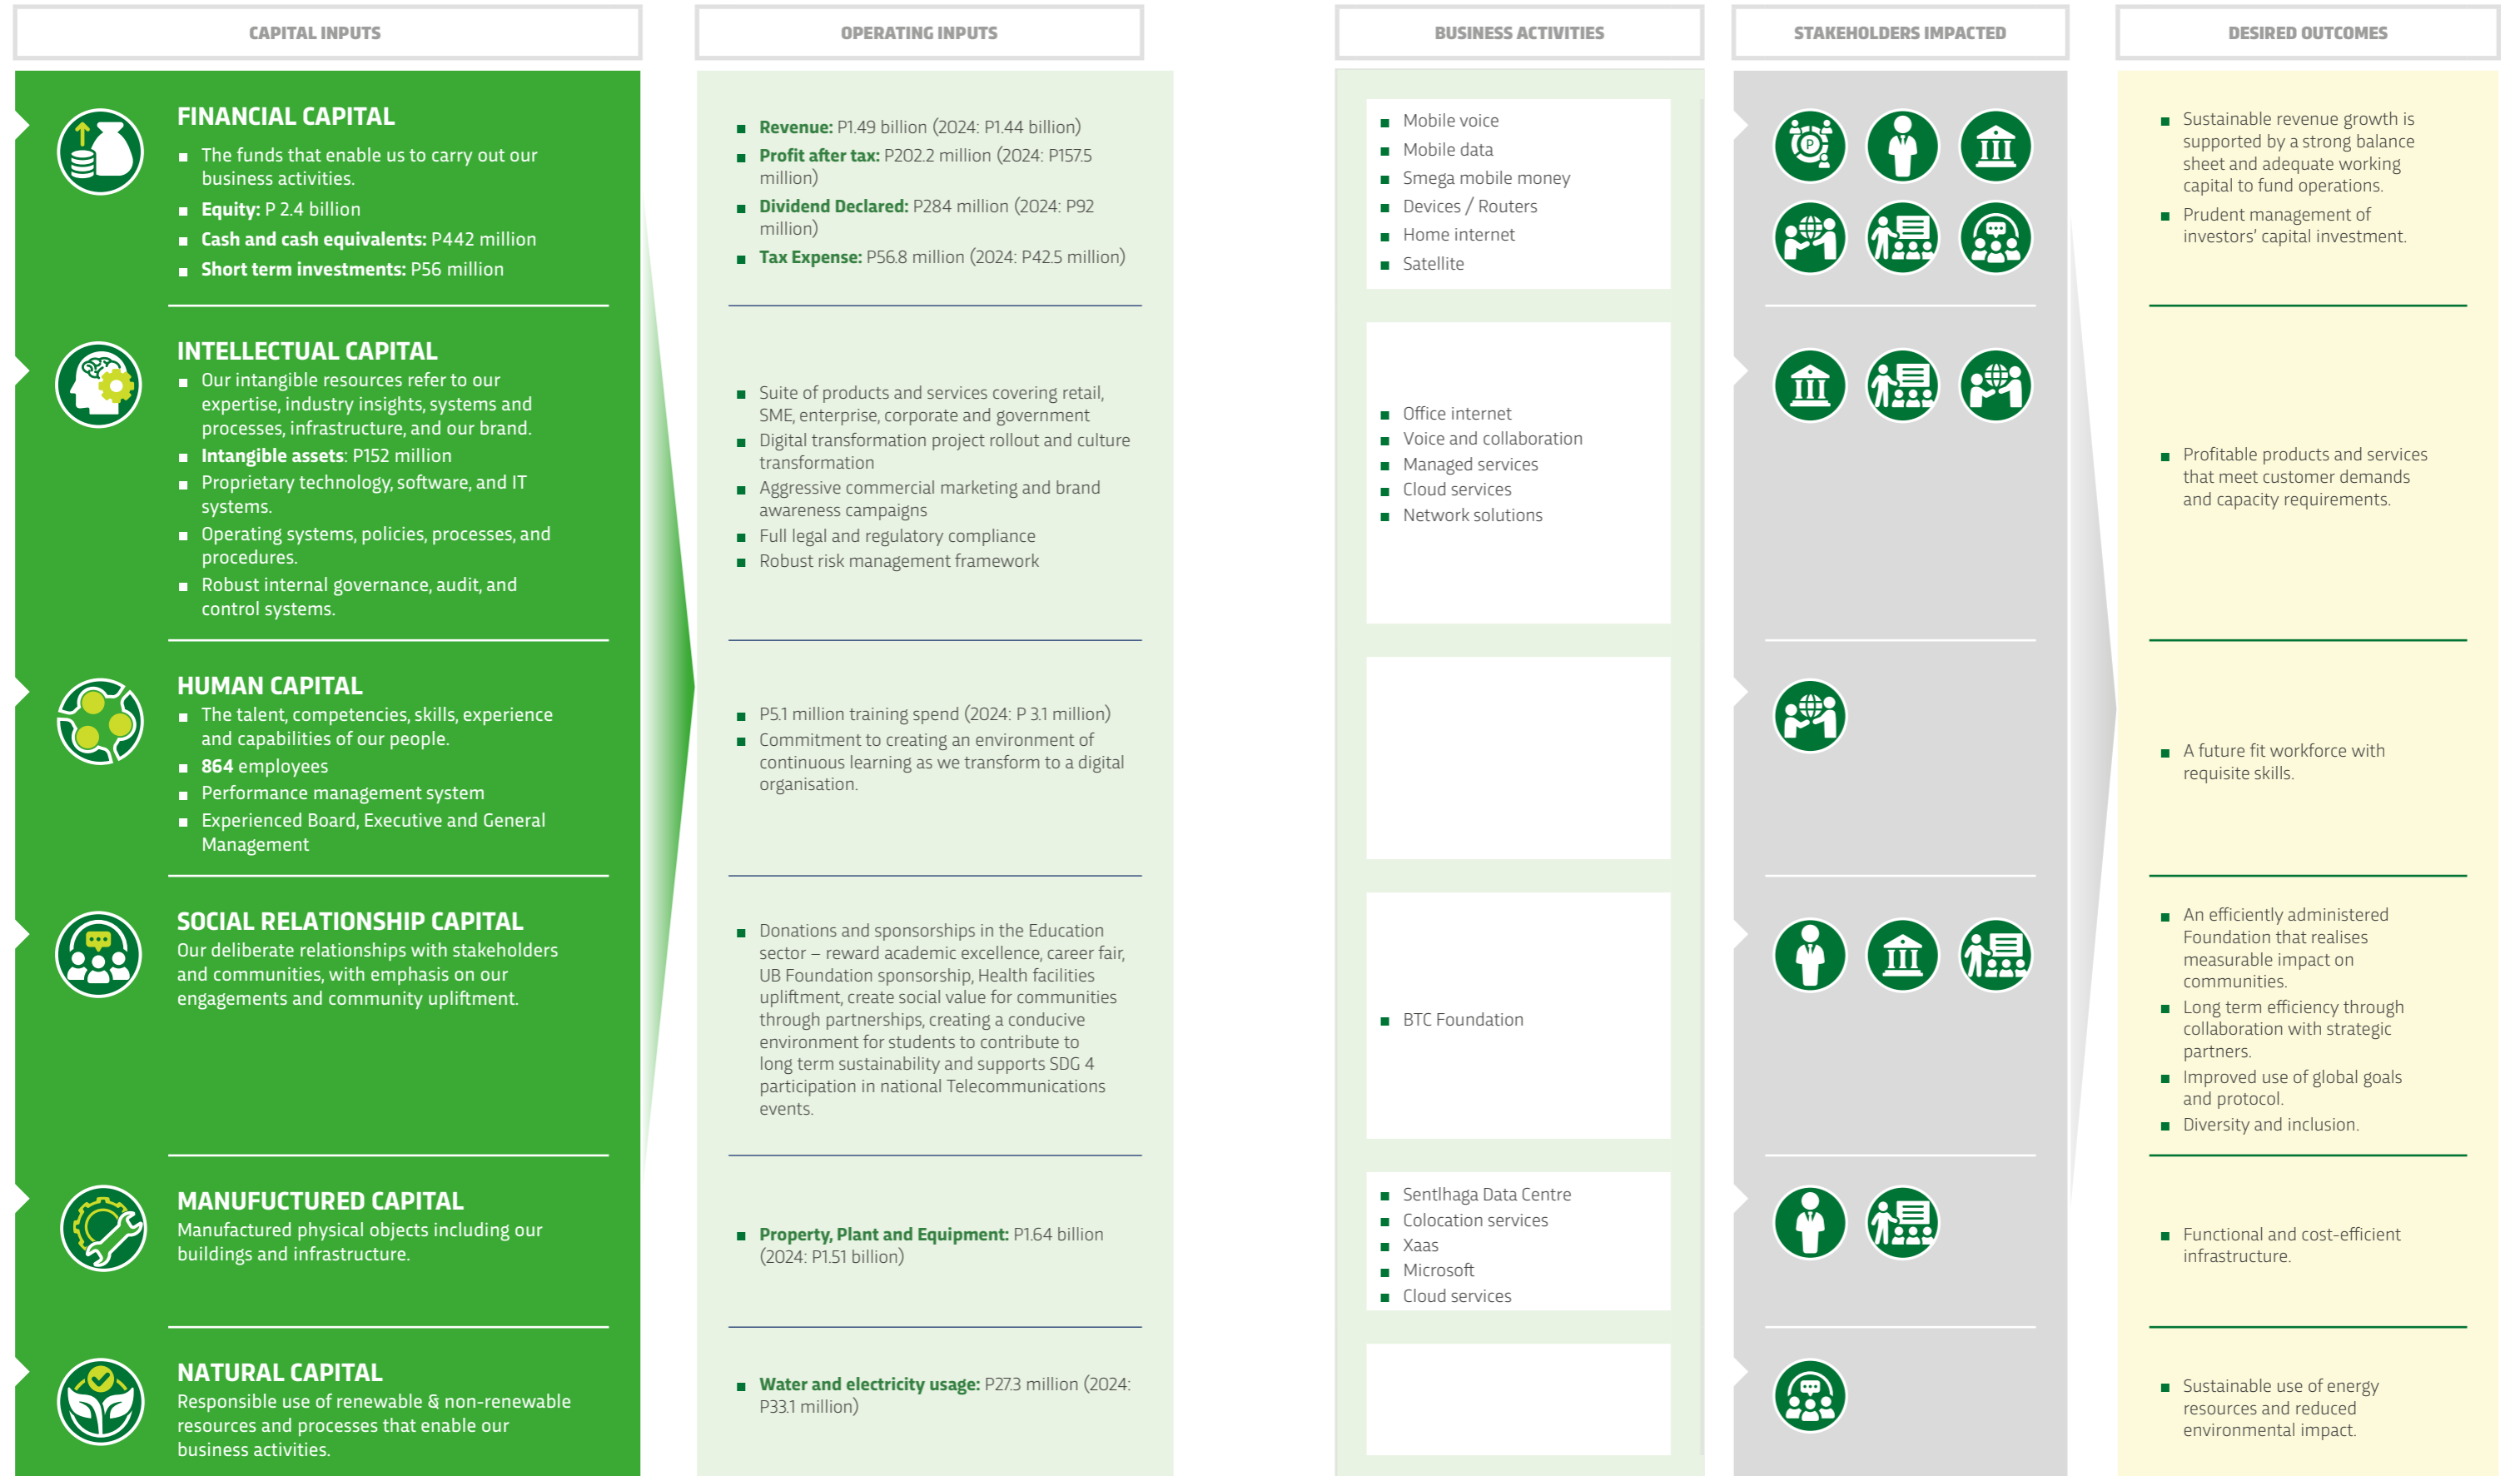 CAPITAL INPUTS
OPERATING INPUTS
BUSINESS ACTIVITIES
STAKEHOLDERS IMPACTED
DESIRED OUTCOMES
FINANCIAL CAPITAL
■ The funds that enable us to carry out our
business activities.
■ Equity: P 2.4 billion
■ Cash and cash equivalents: P442 million
■ Short term investments: P56 million
■ Revenue: P1.49 billion (2024: P1.44 billion)
■ Profit after tax: P202.2 million (2024: P157.5
million)
■ Dividend Declared: P284 million (2024: P92
million)
■ Tax Expense: P56.8 million (2024: P42.5 million)
■ Mobile voice
■ Mobile data
■ Smega mobile money
■ Devices / Routers
■ Home internet
■ Satellite
P
■ Sustainable revenue growth is
supported by a strong balance
sheet and adequate working
capital to fund operations.
■ Prudent management of
investors' capital investment.
INTELLECTUAL CAPITAL
■ Our intangible resources refer to our
expertise, industry insights, systems and
processes, infrastructure, and our brand.
■ Intangible assets: P152 million
■ Proprietary technology, software, and IT
systems.
■ Operating systems, policies, processes, and
procedures.
■ Robust internal governance, audit, and
control systems.
■ Suite of products and services covering retail,
SME, enterprise, corporate and government
■ Digital transformation project rollout and culture
transformation
■ Aggressive commercial marketing and brand
awareness campaigns
■ Full legal and regulatory compliance
■ Robust risk management framework
■ Office internet
■ Voice and collaboration
■ Managed services
■ Cloud services
■ Network solutions
■ Profitable products and services
that meet customer demands
and capacity requirements.
HUMAN CAPITAL
■ The talent, competencies, skills, experience
and capabilities of our people.
■ 864 employees
■ Performance management system
■ Experienced Board, Executive and General
Management
■ P5.1 million training spend (2024: P 3.1 million)
■ Commitment to creating an environment of
continuous learning as we transform to a digital
organisation.
■ A future fit workforce with
requisite skills.
SOCIAL RELATIONSHIP CAPITAL
Our deliberate relationships with stakeholders
and communities, with emphasis on our
engagements and community upliftment.
■ Donations and sponsorships in the Education
sector – reward academic excellence, career fair,
UB Foundation sponsorship, Health facilities
upliftment, create social value for communities
through partnerships, creating a conducive
environment for students to contribute to
long term sustainability and supports SDG 4
participation in national Telecommunications
events.
■ BTC Foundation
■ An efficiently administered
Foundation that realises
measurable impact on
communities.
■ Long term efficiency through
collaboration with strategic
partners.
■ Improved use of global goals
and protocol.
■ Diversity and inclusion.
MANUFUCTURED CAPITAL
Manufactured physical objects including our
buildings and infrastructure.
■ Property, Plant and Equipment: P1.64 billion
(2024: P1.51 billion)
■ Sentlhaga Data Centre
■ Colocation services
■ Xaas
■ Microsoft
■ Cloud services
■ Functional and cost-efficient
infrastructure.
NATURAL CAPITAL
Responsible use of renewable & non-renewable
resources and processes that enable our
business activities.
■ Water and electricity usage: P27.3 million (2024:
P33.1 million)
■ Sustainable use of energy
resources and reduced
environmental impact.